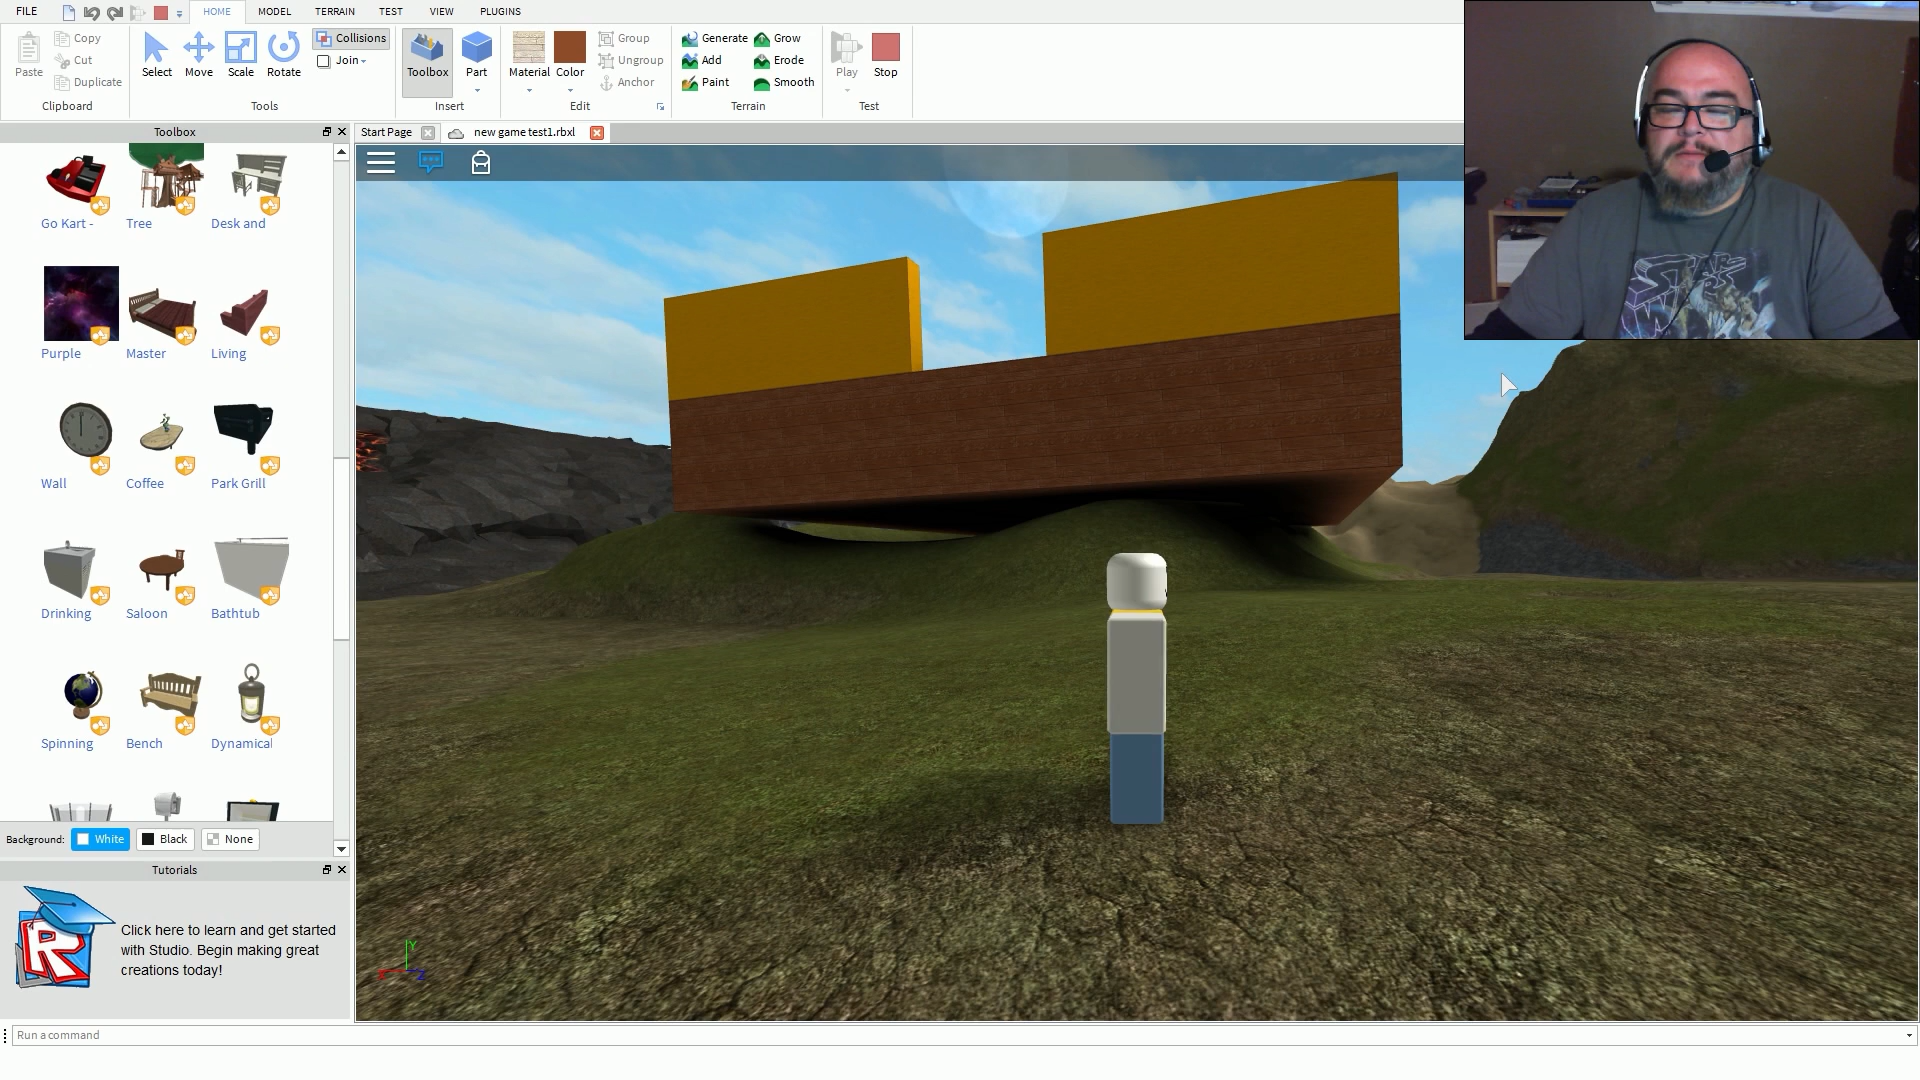 FILE
HOME
MODEL
TERRAIN
TEST
VIEW
PLUGINS
Paste
Copy
Cut
Duplicate
Clipboard
Select
Move
Scale
Rotate
Collisions
Join
Tools
Toolbox
Part
Insert
Material
Color
Group
Ungroup
Anchor
Edit
Generate
Add
Paint
Grow
Erode
Smooth
Terrain
Play
Stop
Test
Toolbox
Start Page
new game test1.rbxl
Go Kart -
Tree
Desk and
Purple
Master
Living
Wall
Coffee
Park Grill
Drinking
Saloon
Bathtub
Spinning
Bench
Dynamical
Background:
White
Black
None
Tutorials
Click here to learn and get started
with Studio. Begin making great
creations today!
R
Y
Z
Run a command
STAR